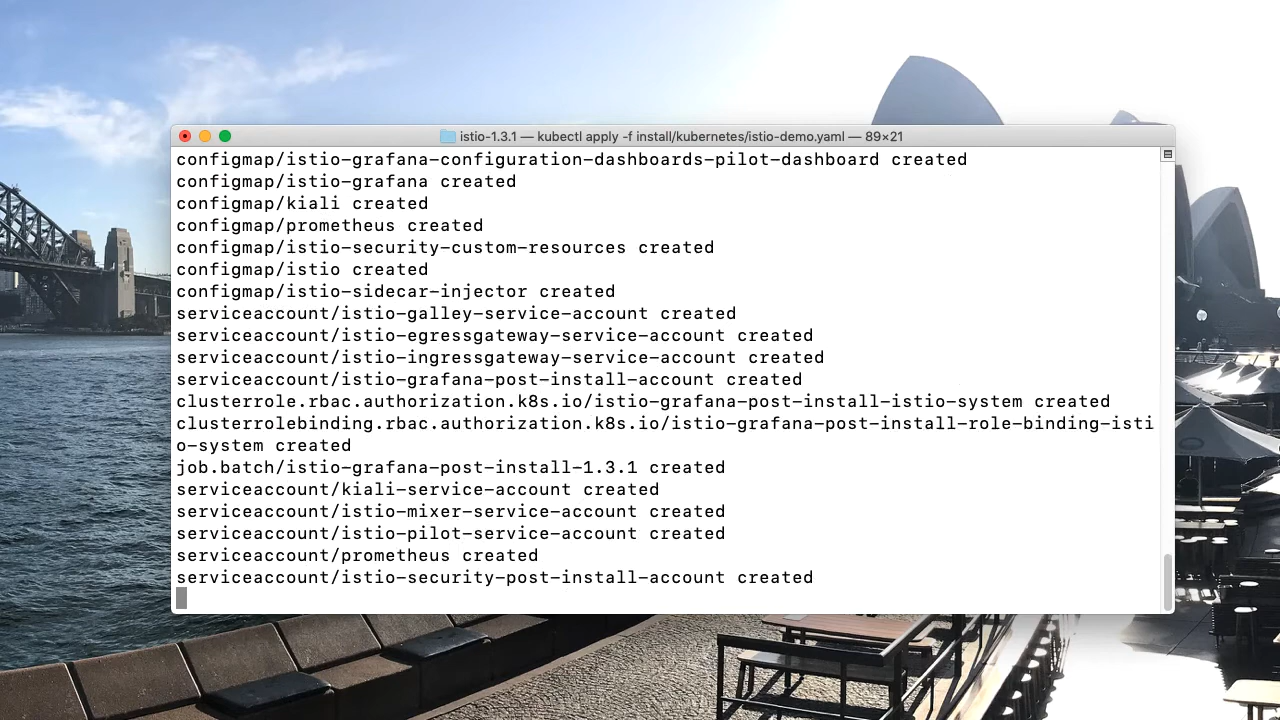 istio-1.3.1 — kubectl apply -f install/kubernetes/istio-demo.yaml — 89×21
configmap/istio-grafana-configuration-dashboards-pilot-dashboard created
configmap/istio-grafana created
configmap/kiali created
configmap/prometheus created
configmap/istio-security-custom-resources created
configmap/istio created
configmap/istio-sidecar-injector created
serviceaccount/istio-galley-service-account created
serviceaccount/istio-egressgateway-service-account created
serviceaccount/istio-ingressgateway-service-account created
serviceaccount/istio-grafana-post-install-account created
clusterrole.rbac.authorization.k8s.io/istio-grafana-post-install-istio-system created
clusterrolebinding.rbac.authorization.k8s.io/istio-grafana-post-install-role-binding-isti
o-system created
job.batch/istio-grafana-post-install-1.3.1 created
serviceaccount/kiali-service-account created
serviceaccount/istio-mixer-service-account created
serviceaccount/istio-pilot-service-account created
serviceaccount/prometheus created
serviceaccount/istio-security-post-install-account created